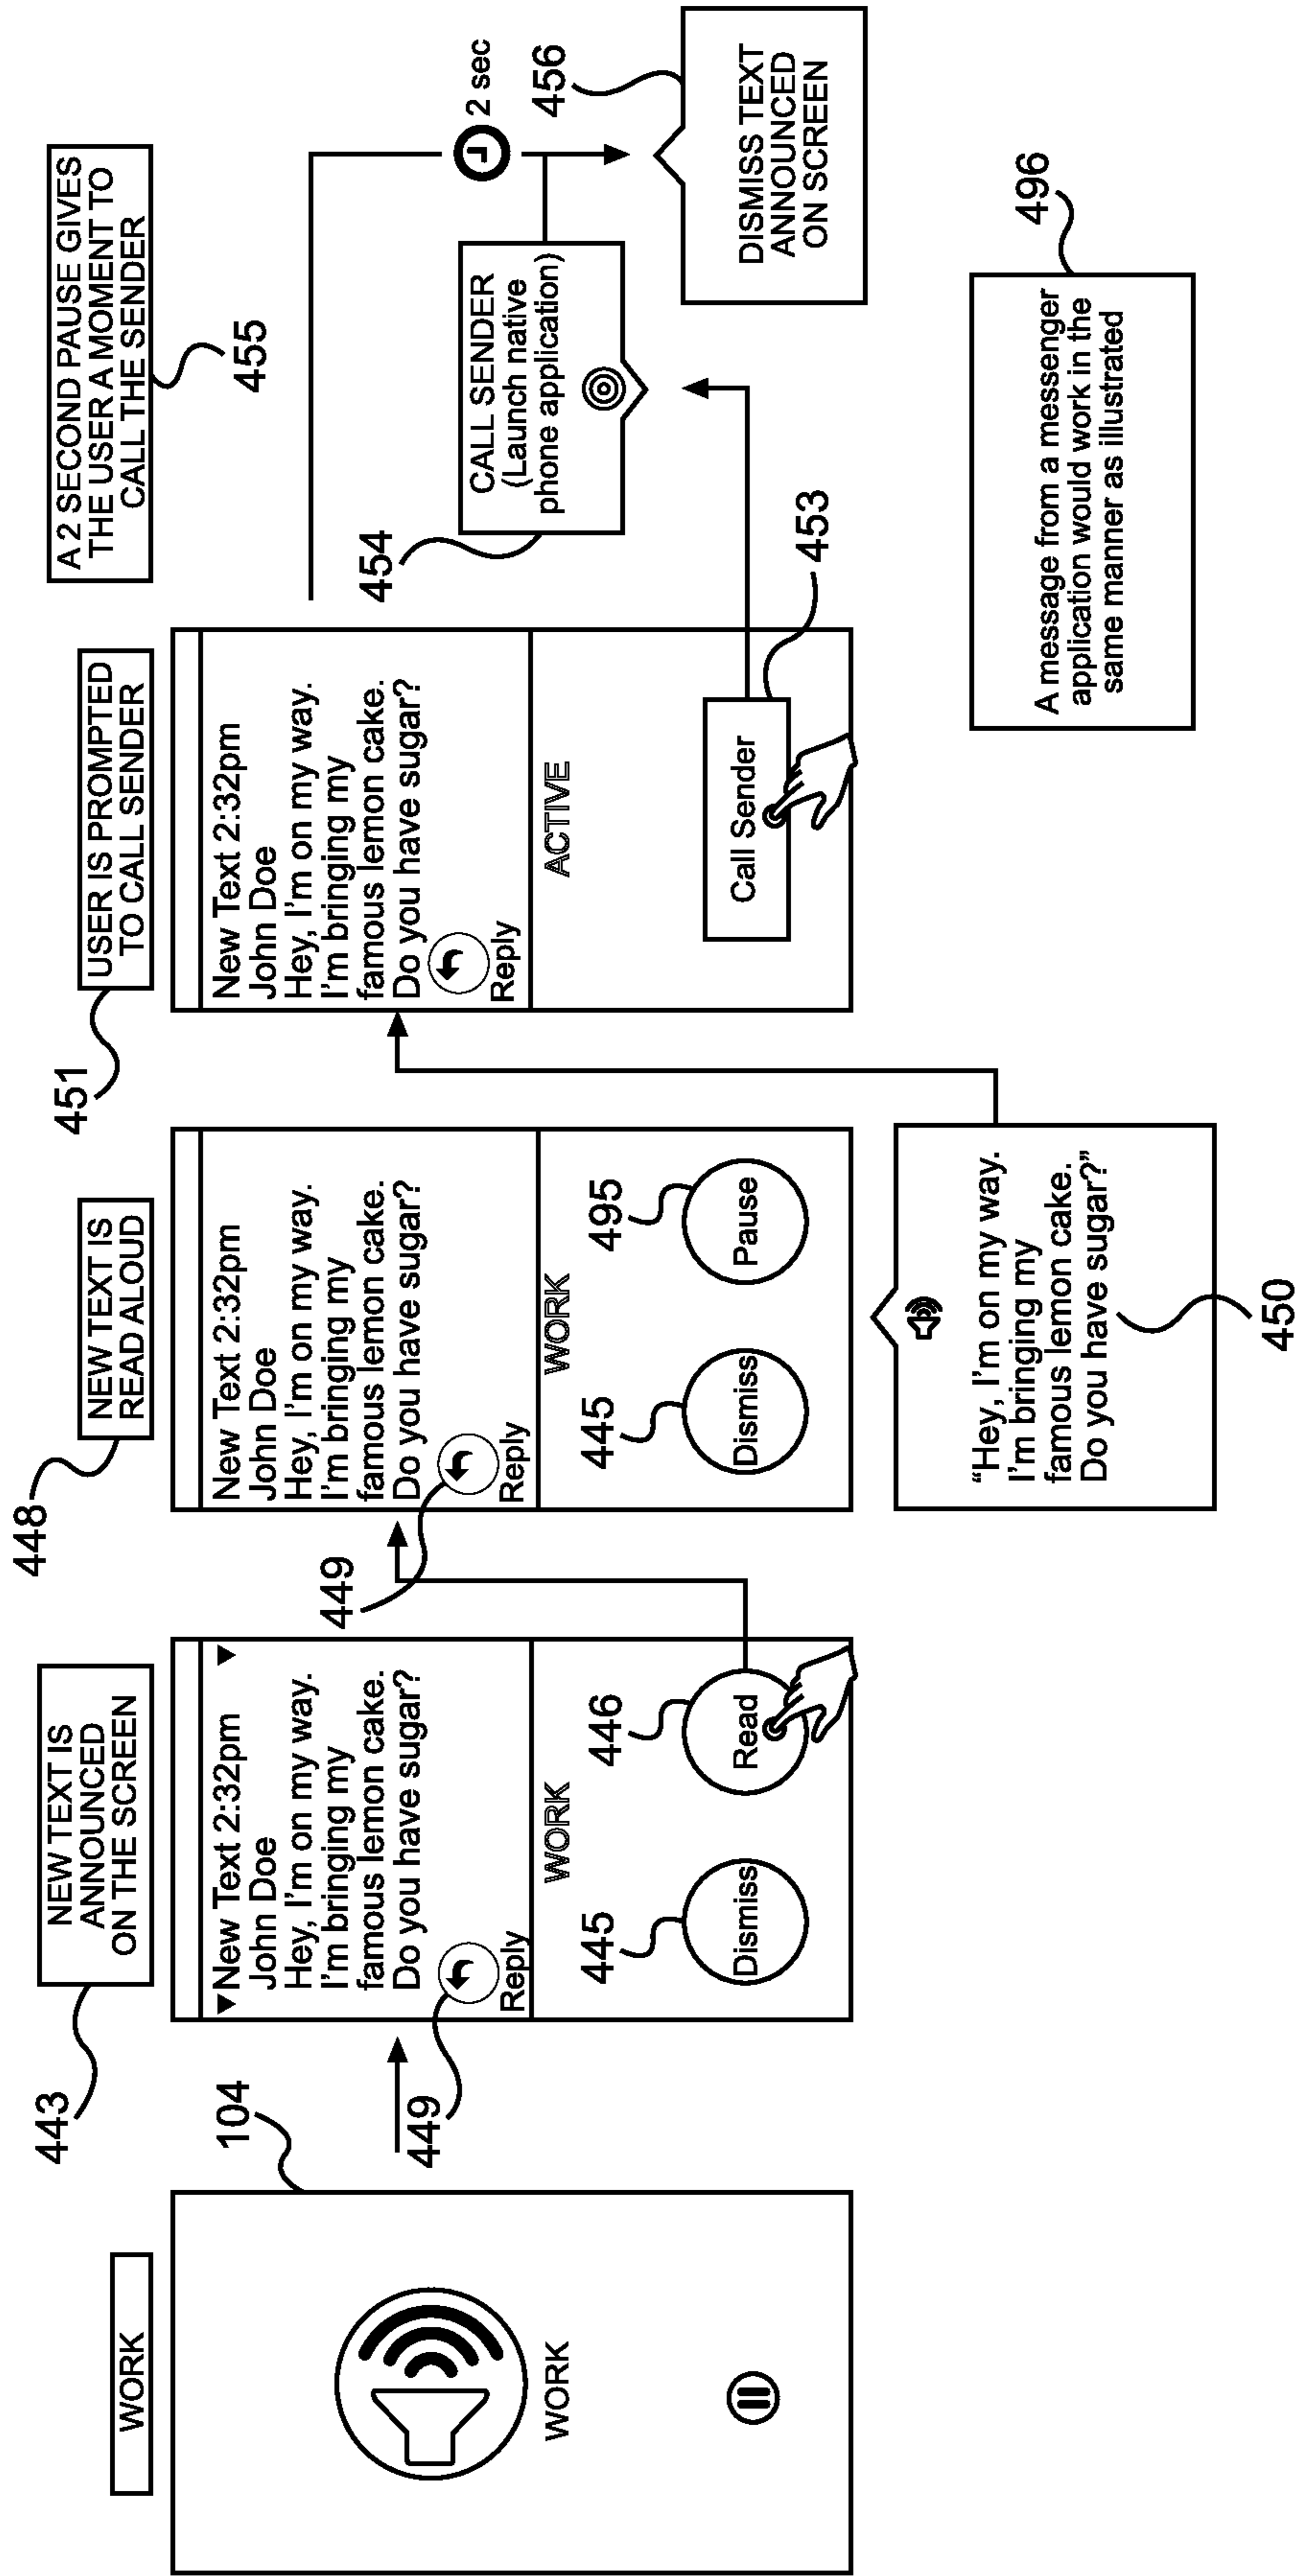 WORK
104
WORK
443
NEW TEXT IS
ANNOUNCED
ON THE SCREEN
449
▼New Text 2:32pm ▼
John Doe
Hey, I'm on my way.
I'm bringing my
famous lemon cake.
Do you have sugar?
Reply
WORK
445
446
Dismiss
Read
448
NEW TEXT IS
READ ALOUD
449
New Text 2:32pm
John Doe
Hey, I'm on my way.
I'm bringing my
famous lemon cake.
Do you have sugar?
Reply
WORK
445
495
Dismiss
Pause
“Hey, I'm on my way.
I'm bringing my
famous lemon cake.
Do you have sugar?”
450
451
USER IS PROMPTED
TO CALL SENDER
New Text 2:32pm
John Doe
Hey, I'm on my way.
I'm bringing my
famous lemon cake.
Do you have sugar?
Reply
ACTIVE
Call Sender
453
A 2 SECOND PAUSE GIVES
THE USER A MOMENT TO
CALL THE SENDER
455
2 sec
454
CALL SENDER
(Launch native
phone application)
456
DISMISS TEXT
ANNOUNCED
ON SCREEN
496
A message from a messenger
application would work in the
same manner as illustrated